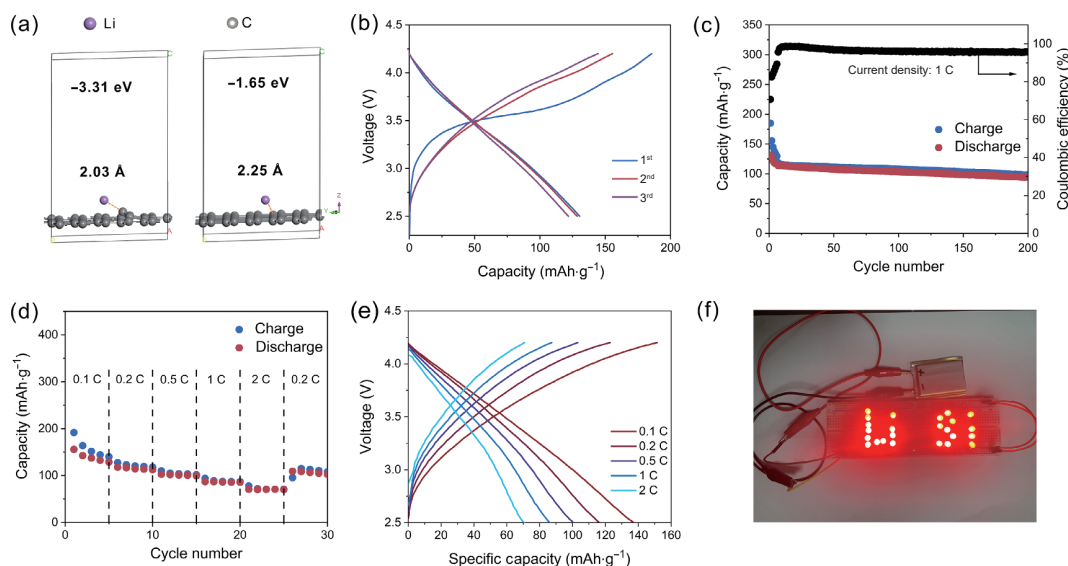 (a)
Li
C
−3.31 eV
−1.65 eV
2.03 Å
2.25 Å
Z
Y
A
A
(b)
Voltage (V)
4.5
4.0
3.5
3.0
2.5
1st
2nd
3rd
0 50 100 150 200
Capacity (mAh·g−1)
(c)
Capacity (mAh·g−1)
350
300
250
200
150
100
50
0
Current density: 1 C
Charge
Discharge
100
80
60
40
20
0
Coulombic efficiency (%)
0 50 100 150 200
Cycle number
(d)
Capacity (mAh·g−1)
400
300
200
100
0
Charge
Discharge
0.1 C 0.2 C 0.5 C 1 C 2 C 0.2 C
0 10 20 30
Cycle number
(e)
Voltage (V)
4.5
4.0
3.5
3.0
2.5
0.1 C
0.2 C
0.5 C
1 C
2 C
0 20 40 60 80 100 120 140 160
Specific capacity (mAh·g−1)
(f)
+ -
Li Si